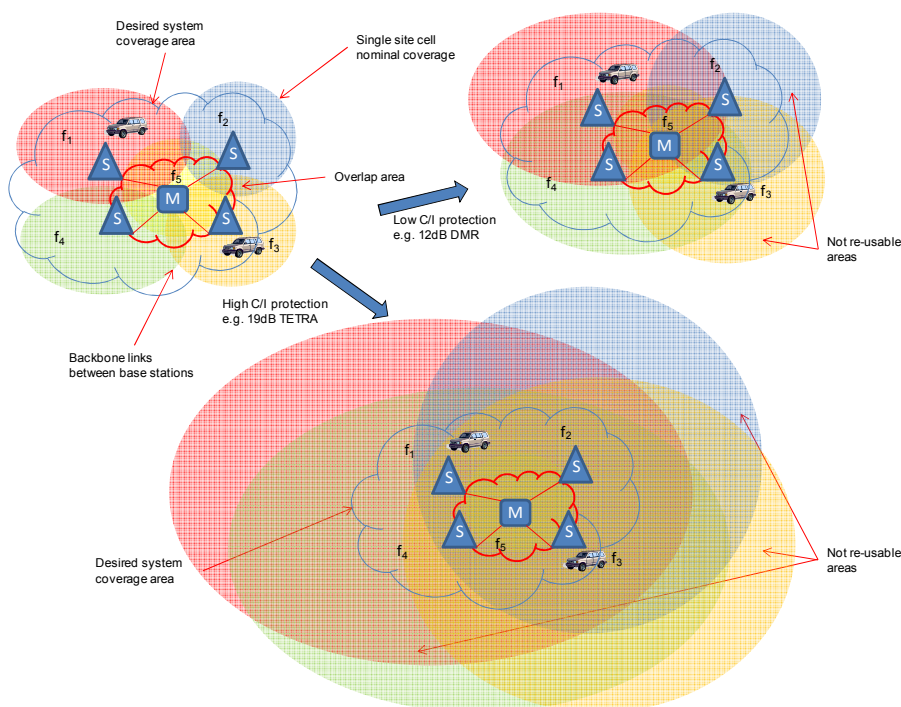 Desired system
coverage area
Single site cell
nominal coverage
f1
f2
S
S
f5
M
Overlap area
S
S
f4
f3
Low C/I protection
e.g. 12dB DMR
High C/I protection
e.g. 19dB TETRA
Backbone links
between base stations
f1
f2
S
S
f5
M
S
S
f4
f3
Not re-usable
areas
f1
f2
S
S
M
S
S
f4
f5
f3
Desired system
coverage area
Not re-usable
areas